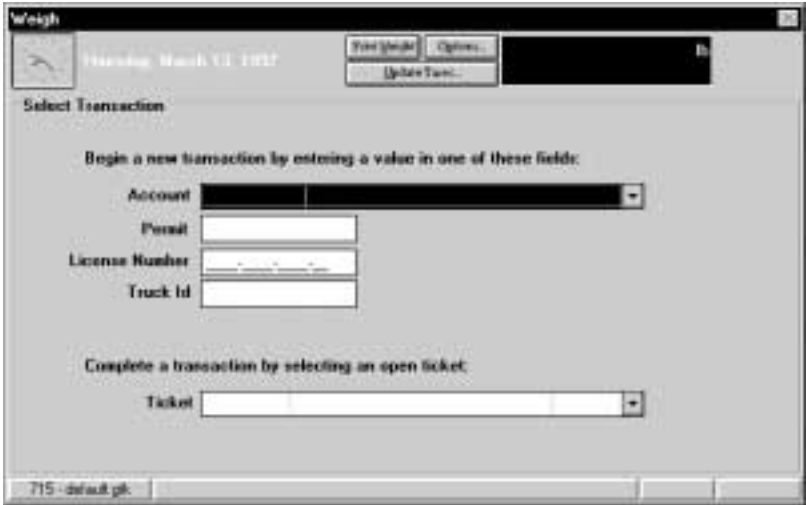 Weigh
Thursday, March 13, 1997
Print Weight Options...
lb
Update Tares...
Select Transaction
Begin a new transaction by entering a value in one of these fields:
Account
Permit
License Number
Truck Id
Complete a transaction by selecting an open ticket:
Ticket
715 - default.gtk